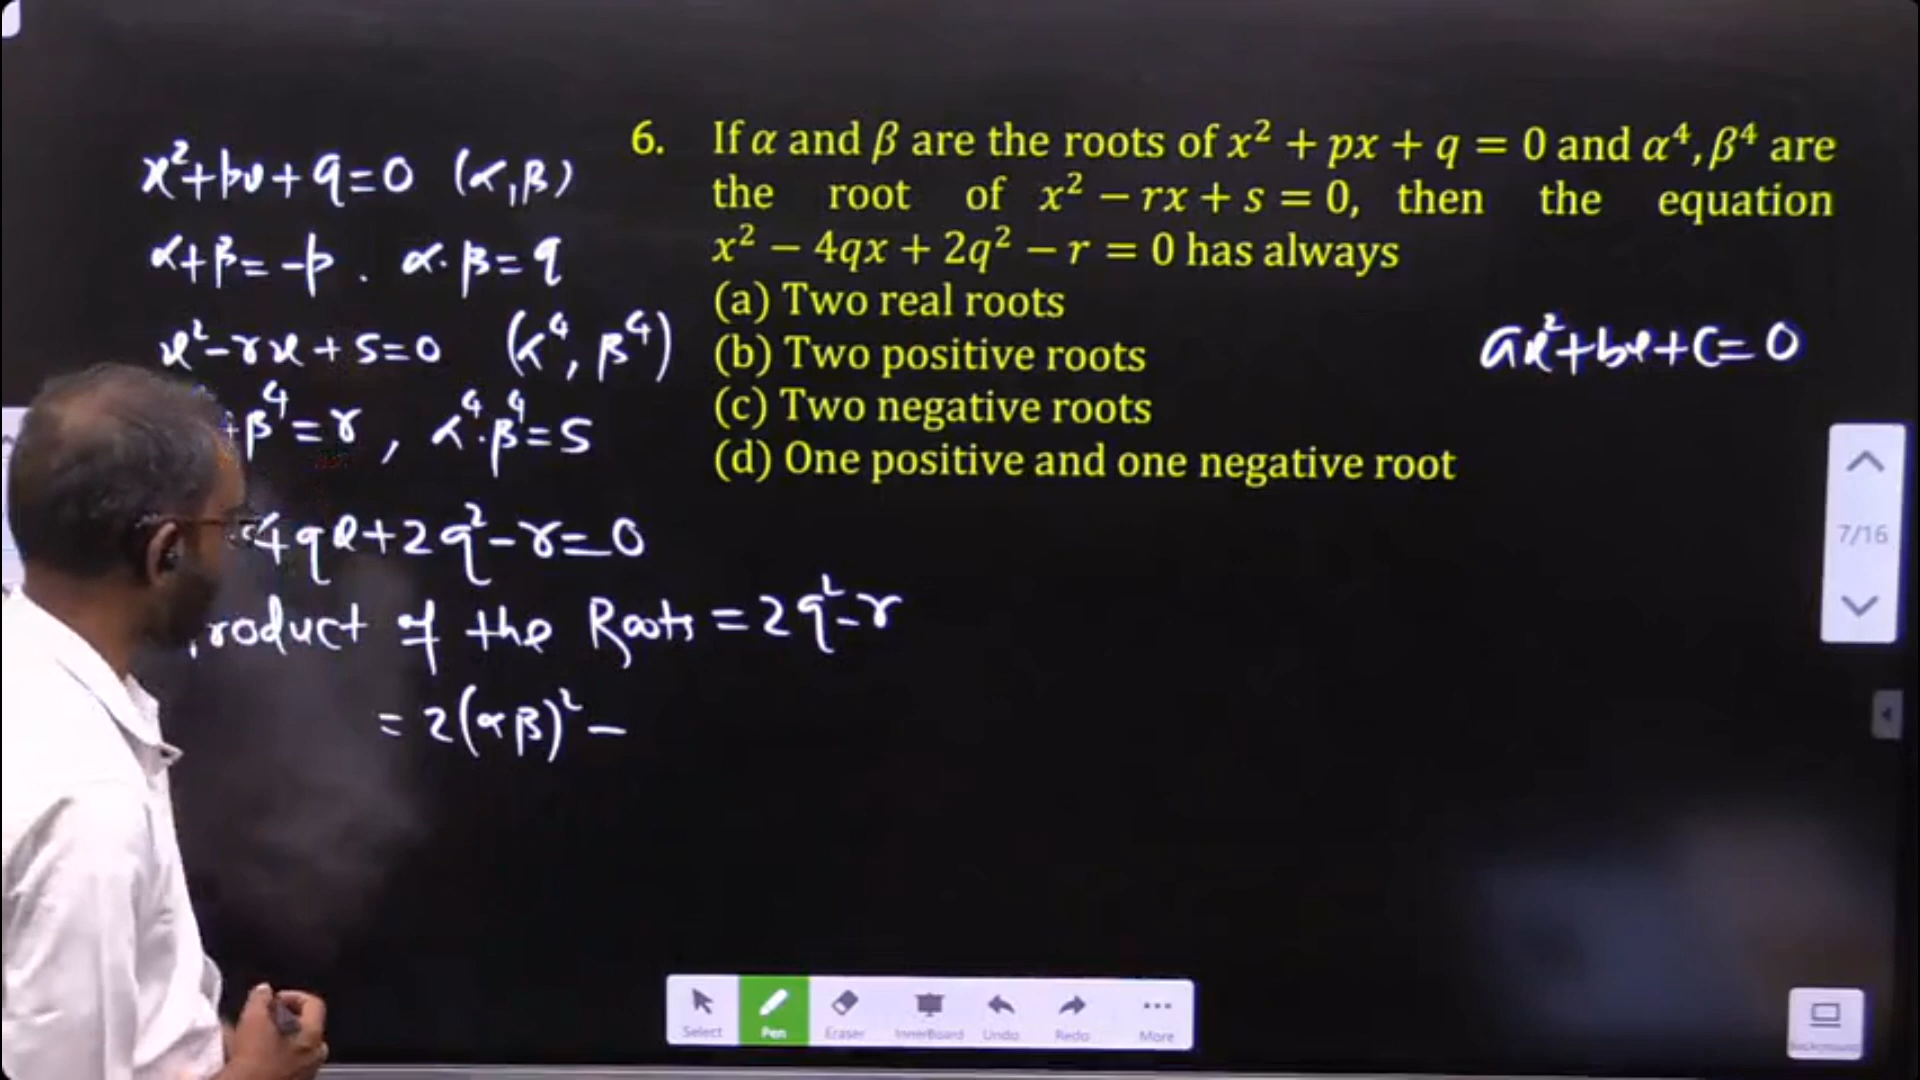 6. If α and β are the roots of x² + px + q = 0 and α⁴, β⁴ are
the root of x² − rx + s = 0, then the equation
x² − 4qx + 2q² − r = 0 has always
(a) Two real roots
(b) Two positive roots
(c) Two negative roots
(d) One positive and one negative root
x²+px+q=0 (α,β)
α+β=-p . α.β=q
x²-rx+s=0 (α⁴, β⁴)
+β⁴=r, α⁴.β⁴=s
4qx+2q²-r=0
roduct of the Roots = 2q²-r
= 2(αβ)² -
ax²+bx+c=0
7/16
Select
Pen
Eraser
InnerBoard
Undo
Redo
More
Background